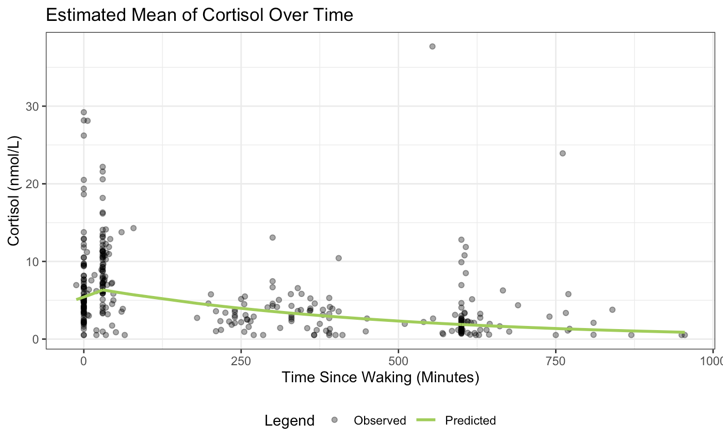 Estimated Mean of Cortisol Over Time
Cortisol (nmol/L)
30
20
10
0
0
250
500
750
1000
Time Since Waking (Minutes)
Legend Observed Predicted